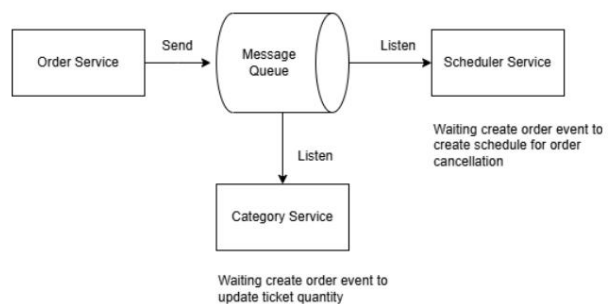 Order Service
Send
Message
Queue
Listen
Scheduler Service
Waiting create order event to
create schedule for order
cancellation
Listen
Category Service
Waiting create order event to
update ticket quantity